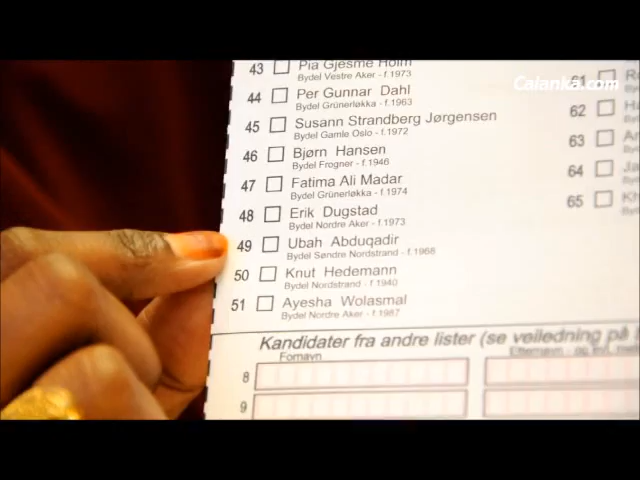 Calanka.com
43 Pia Gjesme Holm
Bydel Vestre Aker - f.1973
44 Per Gunnar Dahl
Bydel Grünerløkka - f.1963
45 Susann Strandberg Jørgensen
Bydel Gamle Oslo - f.1972
46 Bjørn Hansen
Bydel Frogner - f.1946
47 Fatima Ali Madar
Bydel Grünerløkka - f.1974
48 Erik Dugstad
Bydel Nordre Aker - f.1973
49 Ubah Abduqadir
Bydel Søndre Nordstrand - f.1968
50 Knut Hedemann
Bydel Nordstrand - f.1940
51 Ayesha Wolasmal
Bydel Nordre Aker - f.1987
61
62
63
64
65
Kandidater fra andre lister (se veiledning på
Fornavn
Etternavn - og evt.
8
9